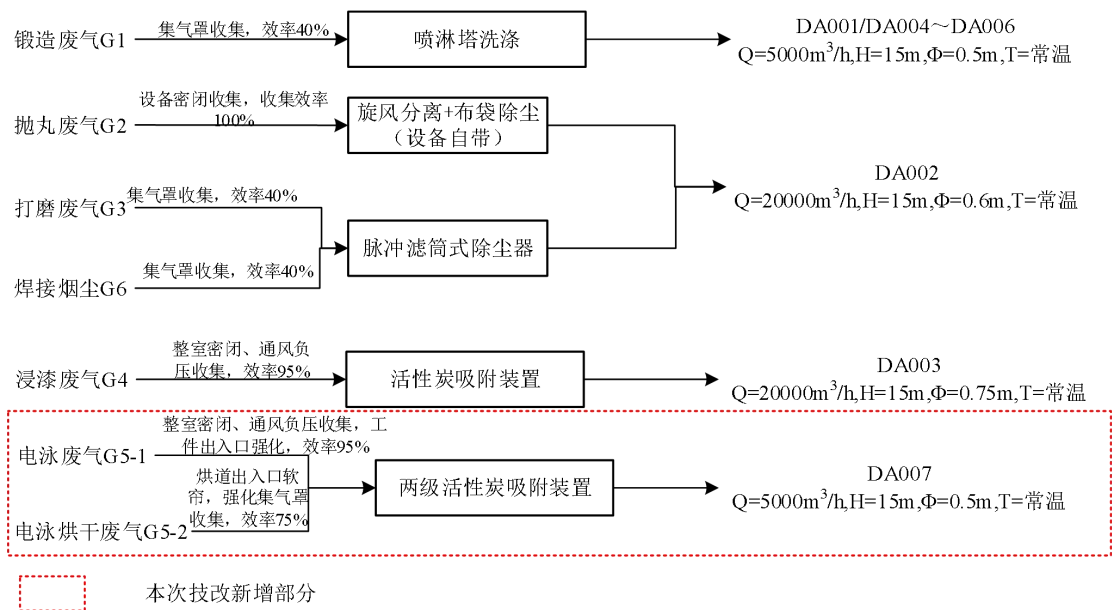 锻造废气G1
集气罩收集，效率40%
喷淋塔洗涤
DA001/DA004～DA006
Q=5000m³/h,H=15m,Φ=0.5m,T=常温
抛丸废气G2
设备密闭收集，收集效率
100%
旋风分离+布袋除尘
（设备自带）
DA002
Q=20000m³/h,H=15m,Φ=0.6m,T=常温
打磨废气G3
集气罩收集，效率40%
脉冲滤筒式除尘器
焊接烟尘G6
集气罩收集，效率40%
浸漆废气G4
整室密闭、通风负
压收集，效率95%
活性炭吸附装置
DA003
Q=20000m³/h,H=15m,Φ=0.75m,T=常温
电泳废气G5-1
整室密闭、通风负压收集，工
件出入口强化，效率95%
烘道出入口软
帘，强化集气罩
收集，效率75%
电泳烘干废气G5-2
两级活性炭吸附装置
DA007
Q=5000m³/h,H=15m,Φ=0.5m,T=常温
本次技改新增部分